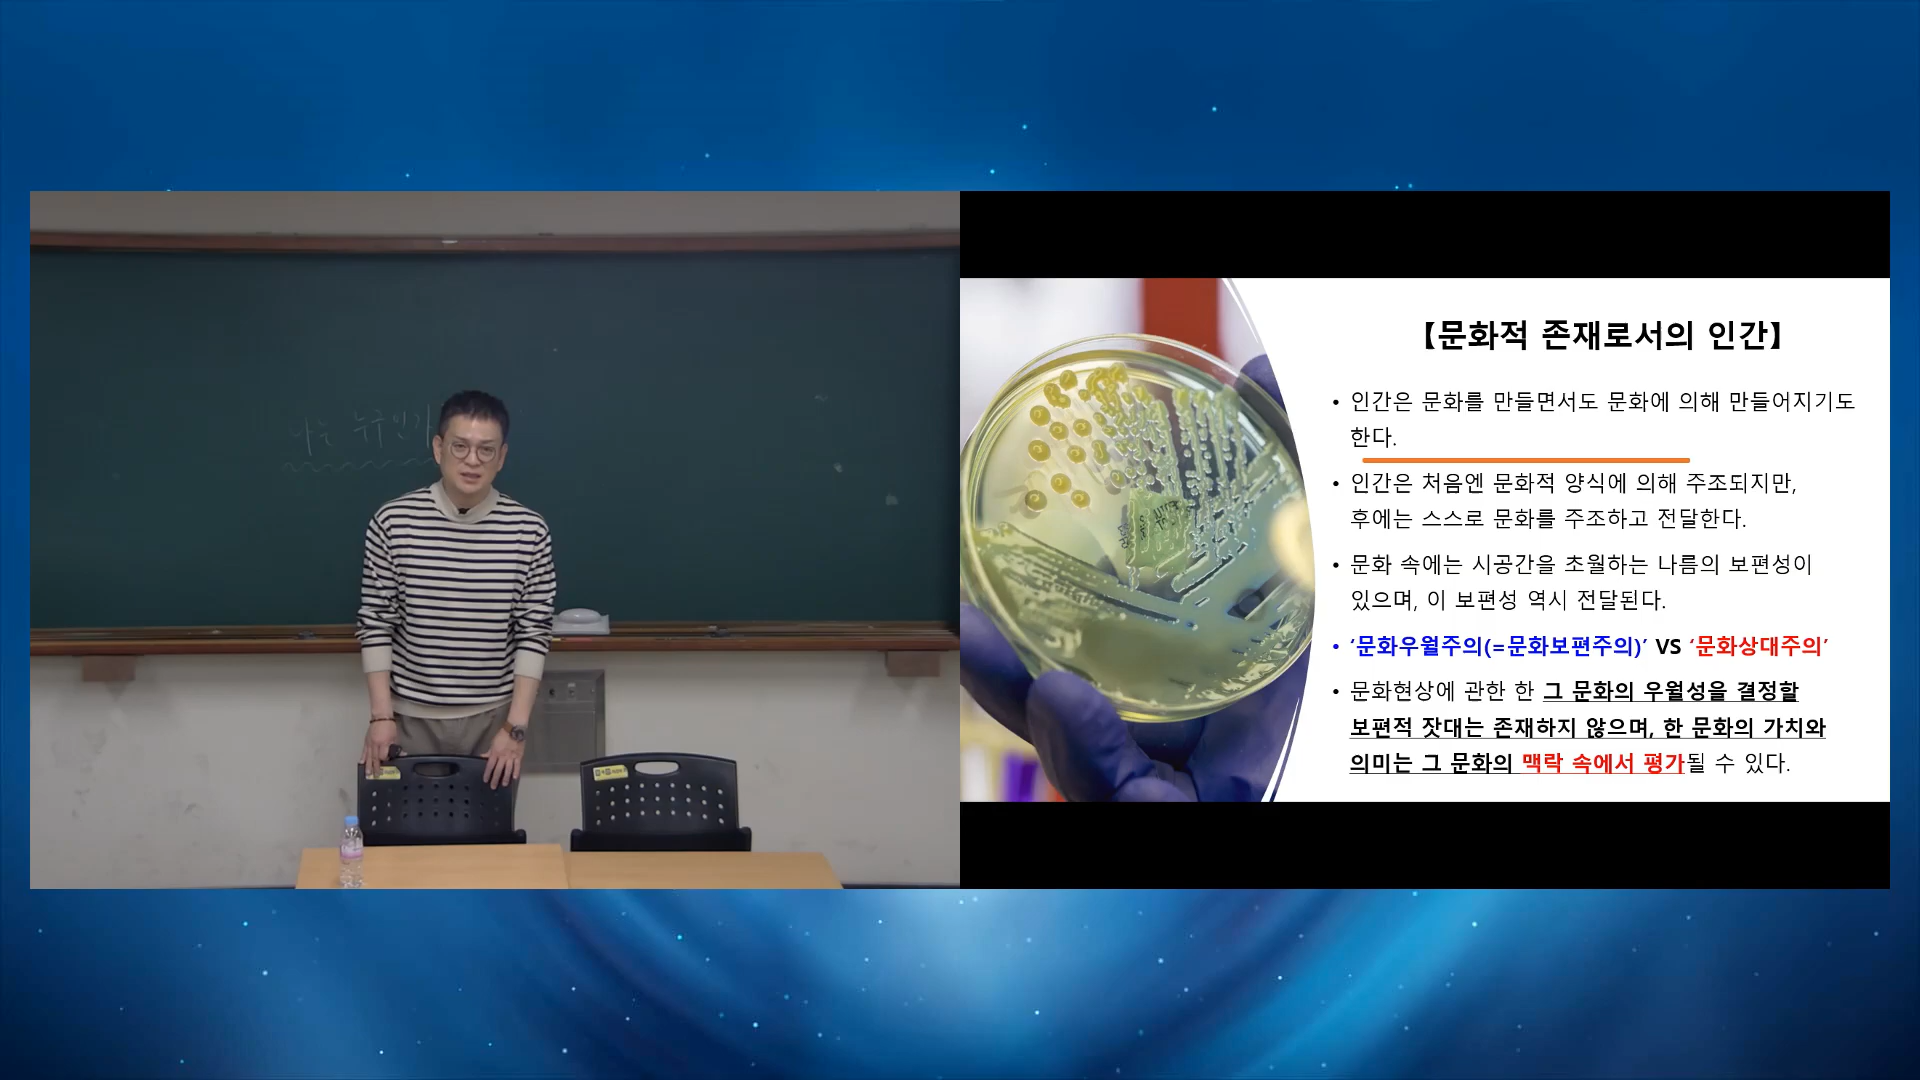 나는 누구인가
【문화적 존재로서의 인간】
• 인간은 문화를 만들면서도 문화에 의해 만들어지기도
한다.
• 인간은 처음엔 문화적 양식에 의해 주조되지만,
후에는 스스로 문화를 주조하고 전달한다.
• 문화 속에는 시공간을 초월하는 나름의 보편성이
있으며, 이 보편성 역시 전달된다.
• ‘문화우월주의(=문화보편주의)’ VS ‘문화상대주의’
• 문화현상에 관한 한 그 문화의 우월성을 결정할
보편적 잣대는 존재하지 않으며, 한 문화의 가치와
의미는 그 문화의 맥락 속에서 평가될 수 있다.